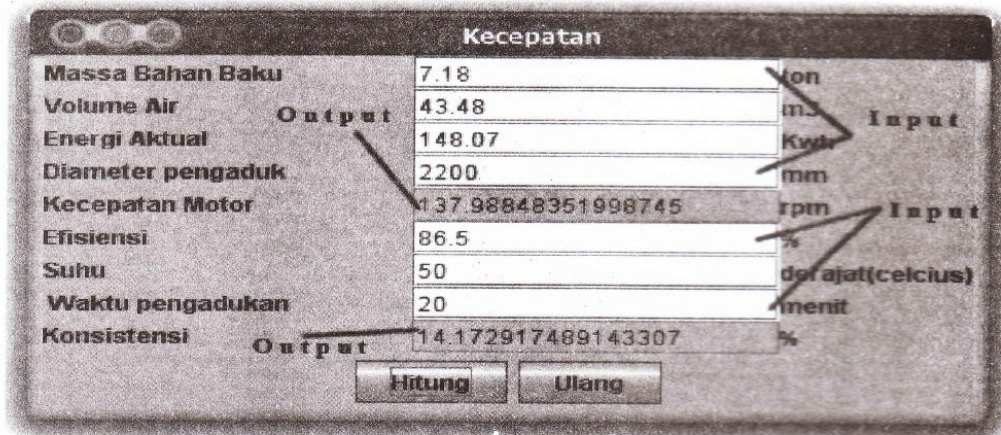 Kecepatan
Massa Bahan Baku 7.18 ton
Volume Air 43.48 m3
Output Input
Energi Aktual 148.07 Kwh
Diameter pengaduk 2200 mm
Kecepatan Motor 137.98848351998745 rpm
Input
Efisiensi 86.5 %
Suhu 50 derajat(celcius)
Waktu pengadukan 20 menit
Konsistensi 14.172917489143307 %
Output
Hitung Ulang